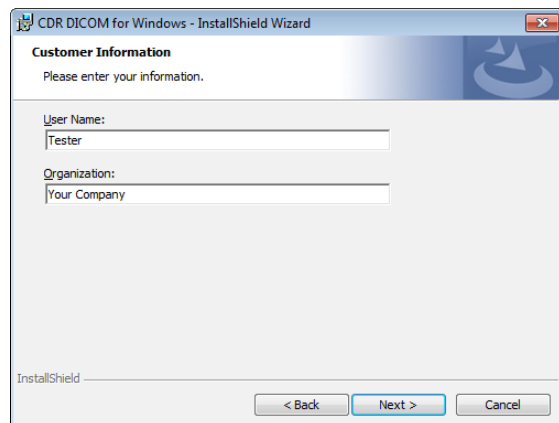 CDR DICOM for Windows - InstallShield Wizard
Customer Information
Please enter your information.
User Name:
Tester
Organization:
Your Company
InstallShield
< Back Next > Cancel